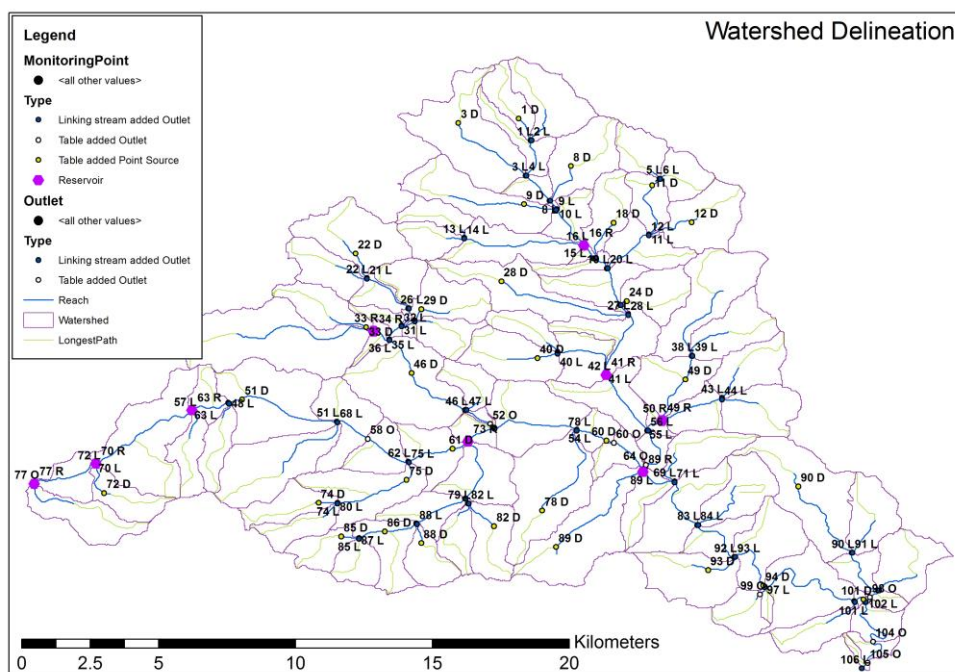 Watershed Delineation
Legend
MonitoringPoint
<all other values>
Type
Linking stream added Outlet
Table added Outlet
Table added Point Source
Reservoir
Outlet
<all other values>
Type
Linking stream added Outlet
Table added Outlet
Reach
Watershed
LongestPath
3 D
1 D
1 L2 L
3 L4 L
8 D
5 L6 L
11 D
9 D
9 L
10 L
18 D
12 D
13 L14 L
16 L
16 R
12 L
11 L
15 L
20 L
22 D
22 L21 L
28 D
24 D
26 L
29 D
27 L
28 L
33 R
34 R
33 D
31 L
35 L
36 L
40 D
40 L
38 L39 L
46 D
42 L
41 R
41 L
49 D
43 L44 L
51 D
63 R
57 L
63 L
48 L
46 L47 L
52 O
50 R
49 R
51 L68 L
58 O
73
78 L
54 L
60 D
60 O
56 L
55 L
61 D
64 O
89 R
89 L
69 L71 L
70 R
72 L
70 L
77 O
77 R
72 D
62 L75 L
75 D
90 D
74 D
74 L
80 L
79 L82 L
78 D
82 D
83 L84 L
85 D
86 D
88 L
88 D
85 L
87 L
89 D
92 L93 L
93 D
90 L91 L
94 D
97 L
101 D
101 L
102 L
104 O
105 O
106 L
Kilometers
0 2.5 5 10 15 20